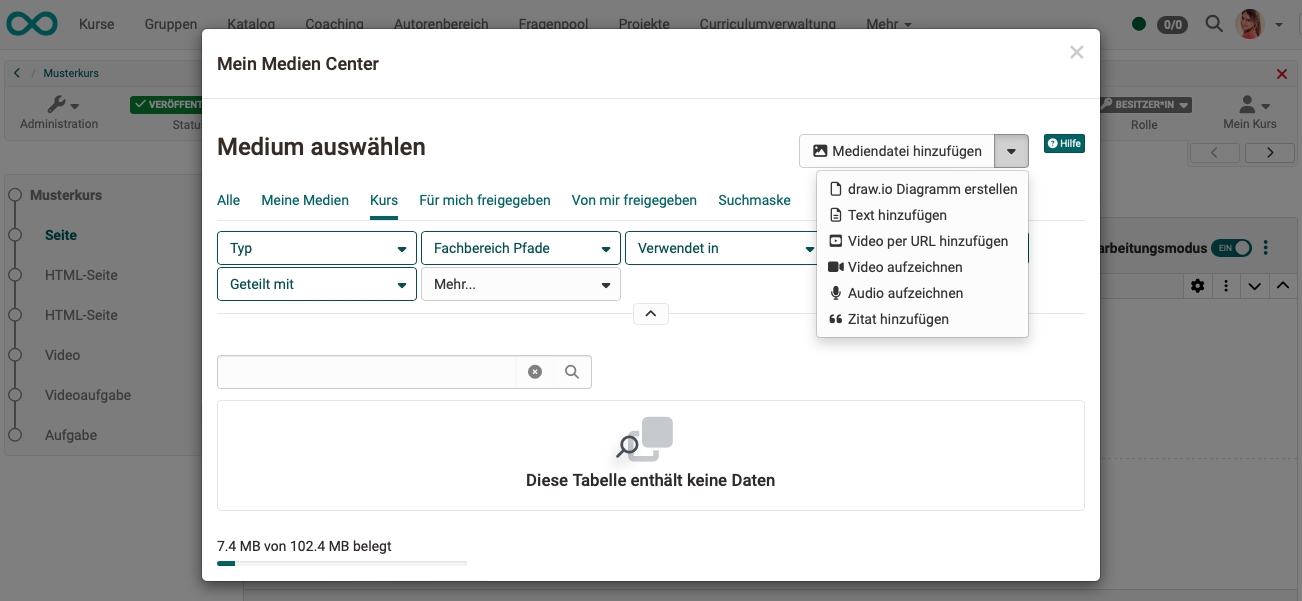 Kurse Gruppen Katalog Coaching Autorenbereich Fragenpool Projekte Curriculumverwaltung Mehr 0/0
/ Musterkurs
Administration
VERÖFFENT
Statu
BESITZER*IN
Rolle
Mein Kurs
Musterkurs
Seite
HTML-Seite
HTML-Seite
Video
Videoaufgabe
Aufgabe
arbeitungsmodus EIN
Mein Medien Center
Medium auswählen
Mediendatei hinzufügen
Hilfe
draw.io Diagramm erstellen
Text hinzufügen
Video per URL hinzufügen
Video aufzeichnen
Audio aufzeichnen
Zitat hinzufügen
Alle Meine Medien Kurs Für mich freigegeben Von mir freigegeben Suchmaske
Typ Fachbereich Pfade Verwendet in
Geteilt mit Mehr...
Diese Tabelle enthält keine Daten
7.4 MB von 102.4 MB belegt